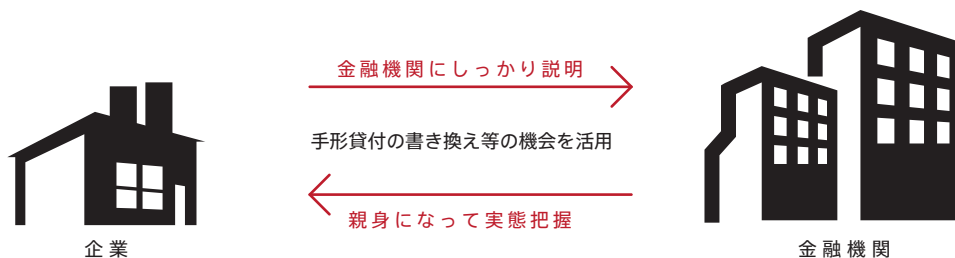 金融機関にしっかり説明
手形貸付の書き換え等の機会を活用
親身になって実態把握
企業
金融機関